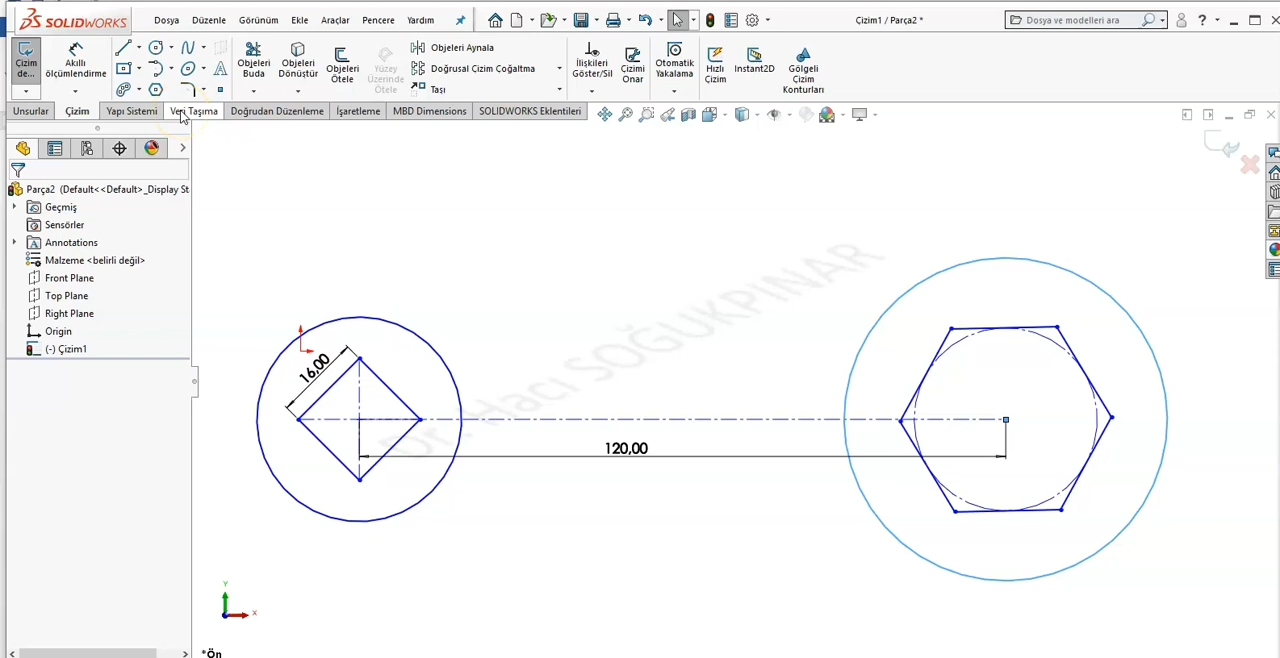 SOLIDWORKS
Dosya Düzenle Görünüm Ekle Araçlar Pencere Yardım
Çizim1 / Parça2 *
Dosya ve modelleri ara
?
Çizim de...
Akıllı ölçümlendirme
Objeleri Buda
Objeleri Dönüştür
Objeleri Ötele
Yüzey Üzerinde Ötele
Objeleri Aynala
Doğrusal Çizim Çoğaltma
Taşı
İlişkileri Göster/Sil
Çizimi Onar
Otomatik Yakalama
Hızlı Çizim
Instant2D
Gölgeli Çizim Konturları
Unsurlar Çizim Yapı Sistemi Veri Taşıma Doğrudan Düzenleme İşaretleme MBD Dimensions SOLIDWORKS Eklentileri
Parça2 (Default<<Default>_Display St
Geçmiş
Sensörler
Annotations
Malzeme <belirli değil>
Front Plane
Top Plane
Right Plane
Origin
(-) Çizim1
16,00
120,00
Dr. Hacı SOĞUKPINAR
Y
X
*Ön